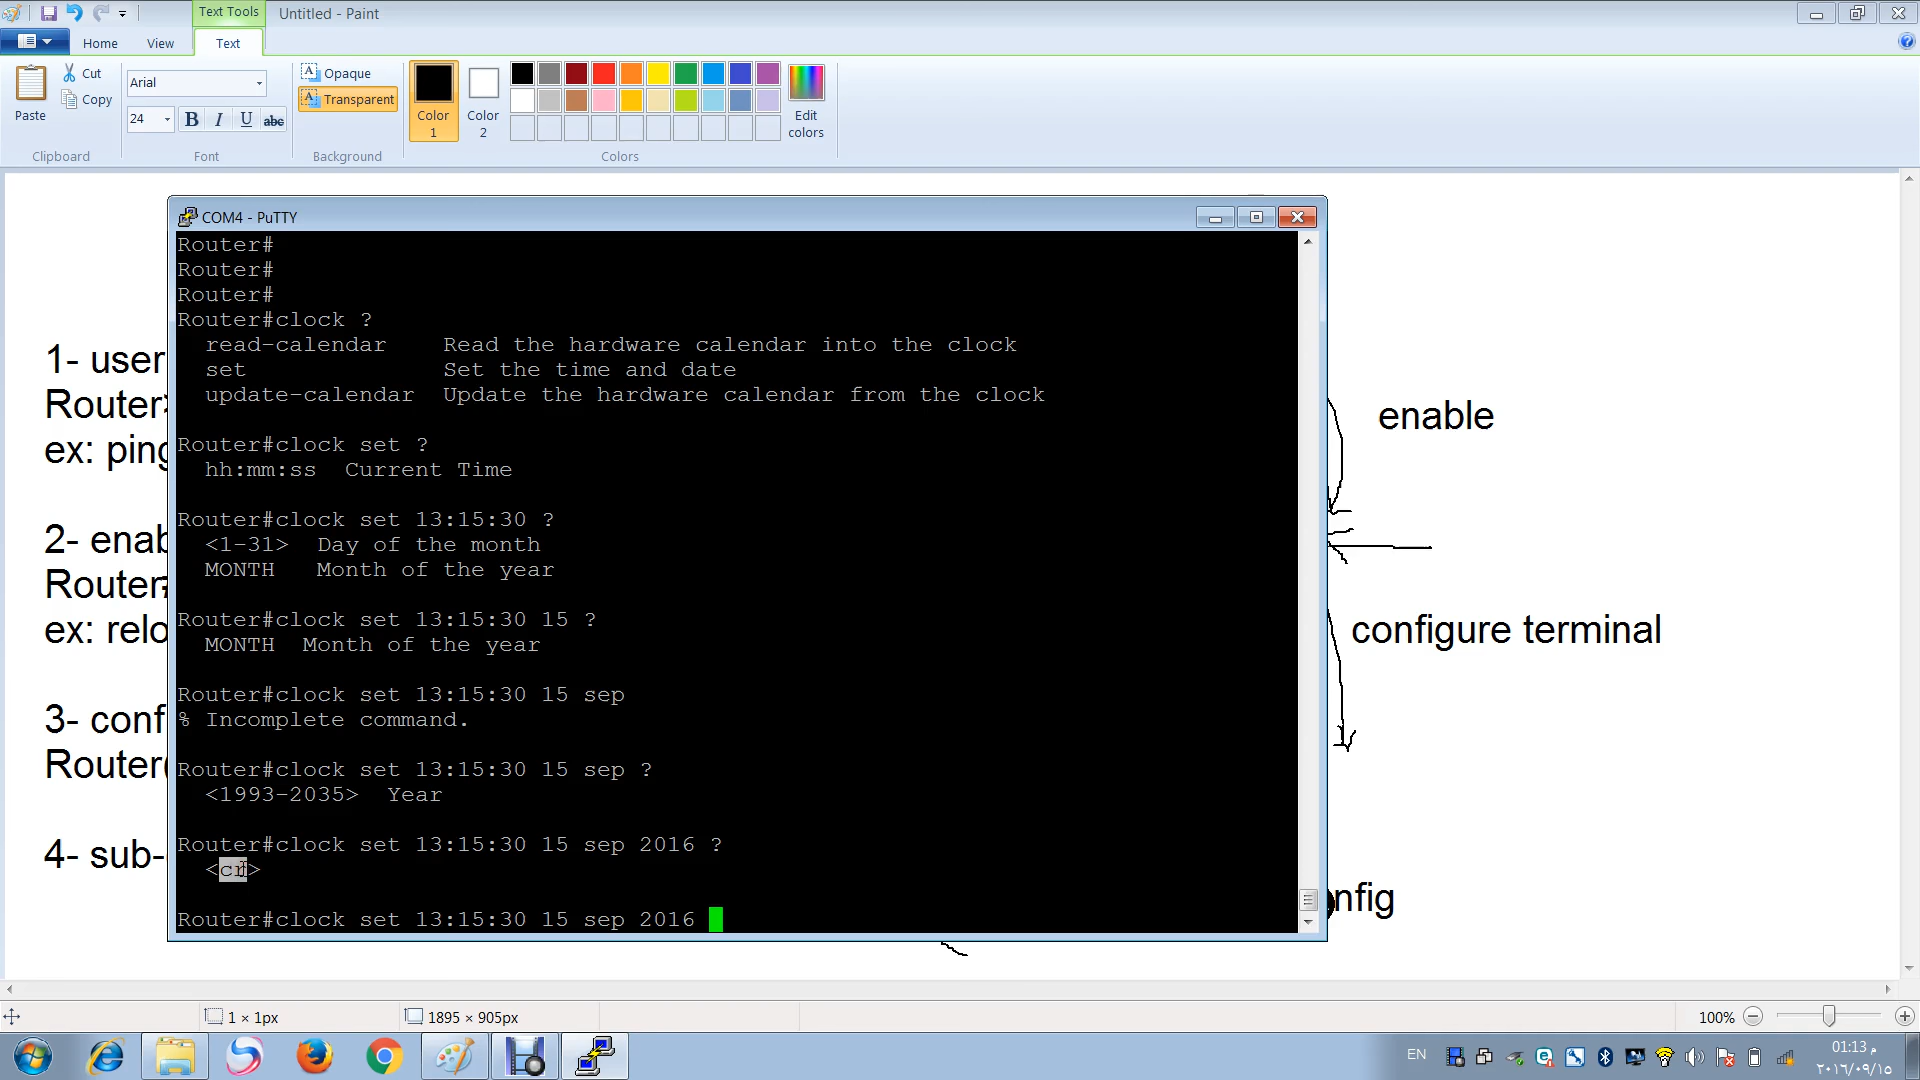 Text Tools
Untitled - Paint
Home
View
Text
Paste
Cut
Copy
Clipboard
Arial
24
B I U abc
Font
Opaque
Transparent
Background
Color 1
Color 2
Edit colors
Colors
1- user
Router>
ex: ping
2- enab
Router#
ex: relo
3- conf
Router(
4- sub-
enable
configure terminal
nfig
COM4 - PuTTY
Router#
Router#
Router#
Router#clock ?
read-calendar Read the hardware calendar into the clock
set Set the time and date
update-calendar Update the hardware calendar from the clock
Router#clock set ?
hh:mm:ss Current Time
Router#clock set 13:15:30 ?
<1-31> Day of the month
MONTH Month of the year
Router#clock set 13:15:30 15 ?
MONTH Month of the year
Router#clock set 13:15:30 15 sep
% Incomplete command.
Router#clock set 13:15:30 15 sep ?
<1993-2035> Year
Router#clock set 13:15:30 15 sep 2016 ?
<cr>
Router#clock set 13:15:30 15 sep 2016
1 × 1px
1895 × 905px
100%
EN
01:13 م
٢٠١٦/٠٩/١٥